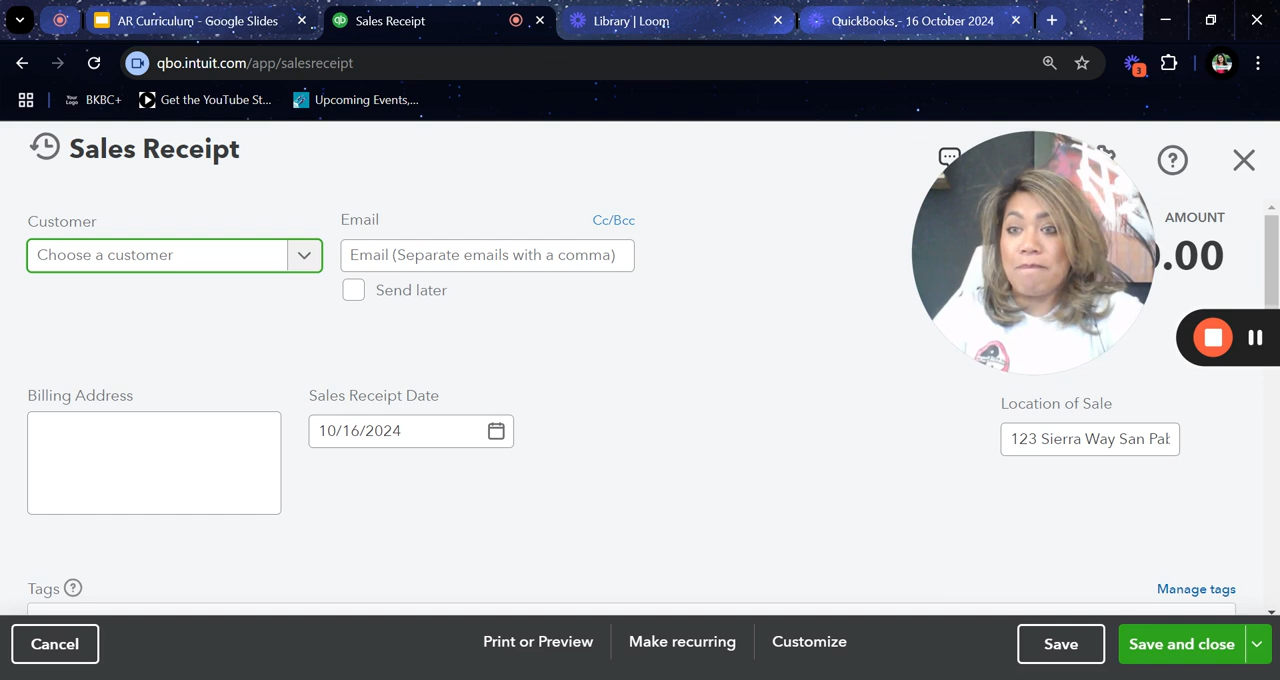 AR Curriculum - Google Slides
Sales Receipt
Library | Loom
QuickBooks - 16 October 2024
qbo.intuit.com/app/salesreceipt
3
BKBC+
Get the YouTube St...
Upcoming Events,...
Sales Receipt
Customer
Email
Cc/Bcc
AMOUNT
Choose a customer
Email (Separate emails with a comma)
.00
Send later
Billing Address
Sales Receipt Date
Location of Sale
10/16/2024
123 Sierra Way San Pab
Tags
Manage tags
Cancel
Print or Preview
Make recurring
Customize
Save
Save and close